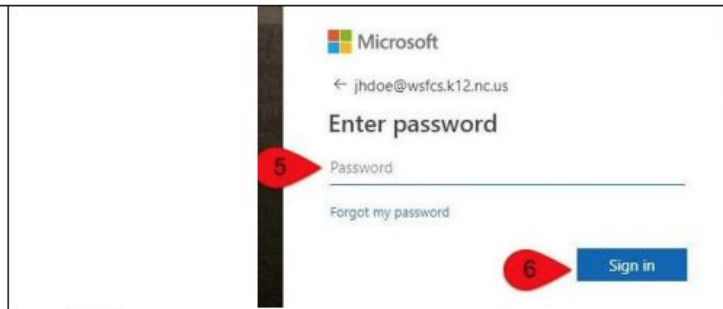 Microsoft
← jhdoe@wsfcs.k12.nc.us
Enter password
5
Password
Forgot my password
6
Sign in